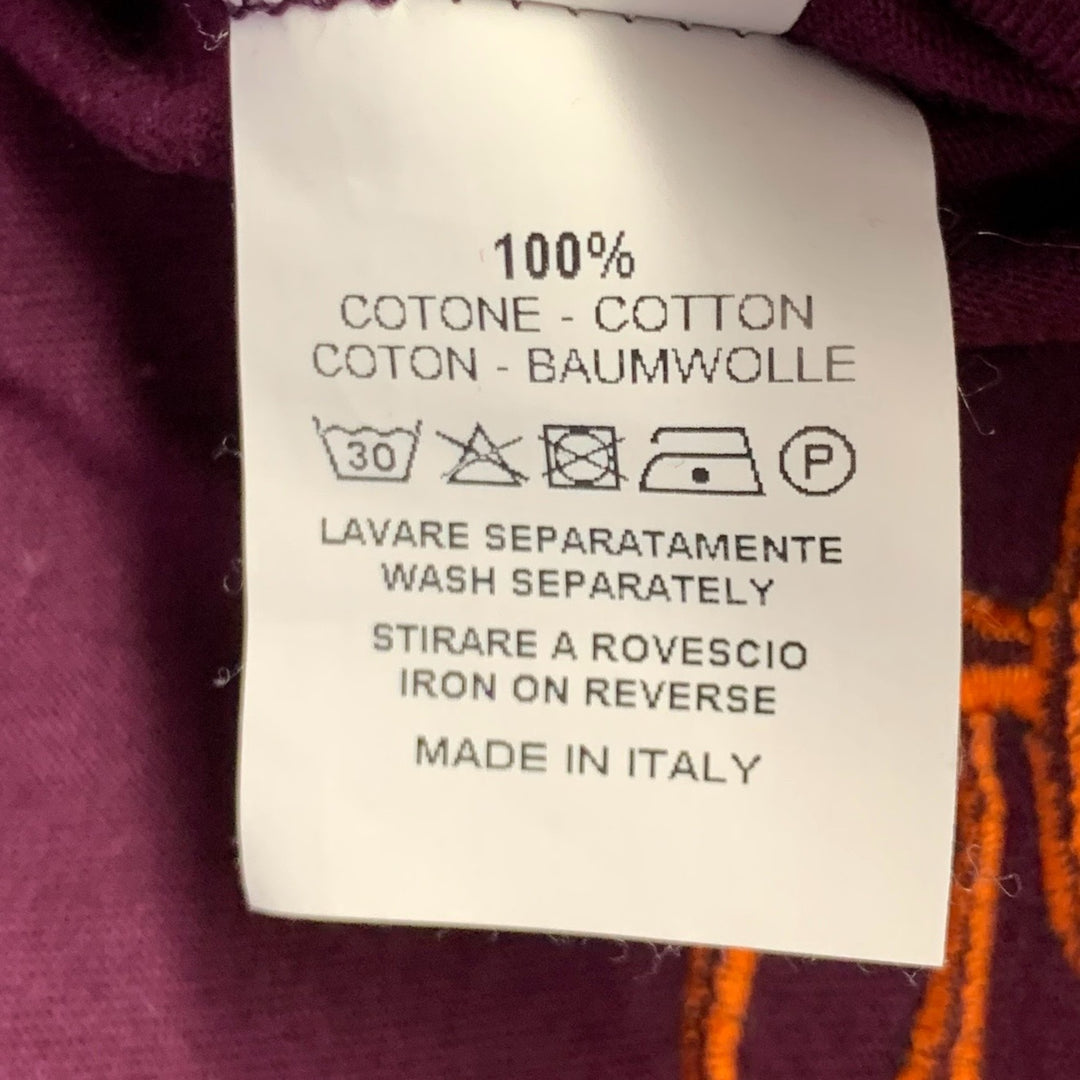 100%
COTONE - COTTON
COTON - BAUMWOLLE
30 P
LAVARE SEPARATAMENTE
WASH SEPARATELY
STIRARE A ROVESCIO
IRON ON REVERSE
MADE IN ITALY